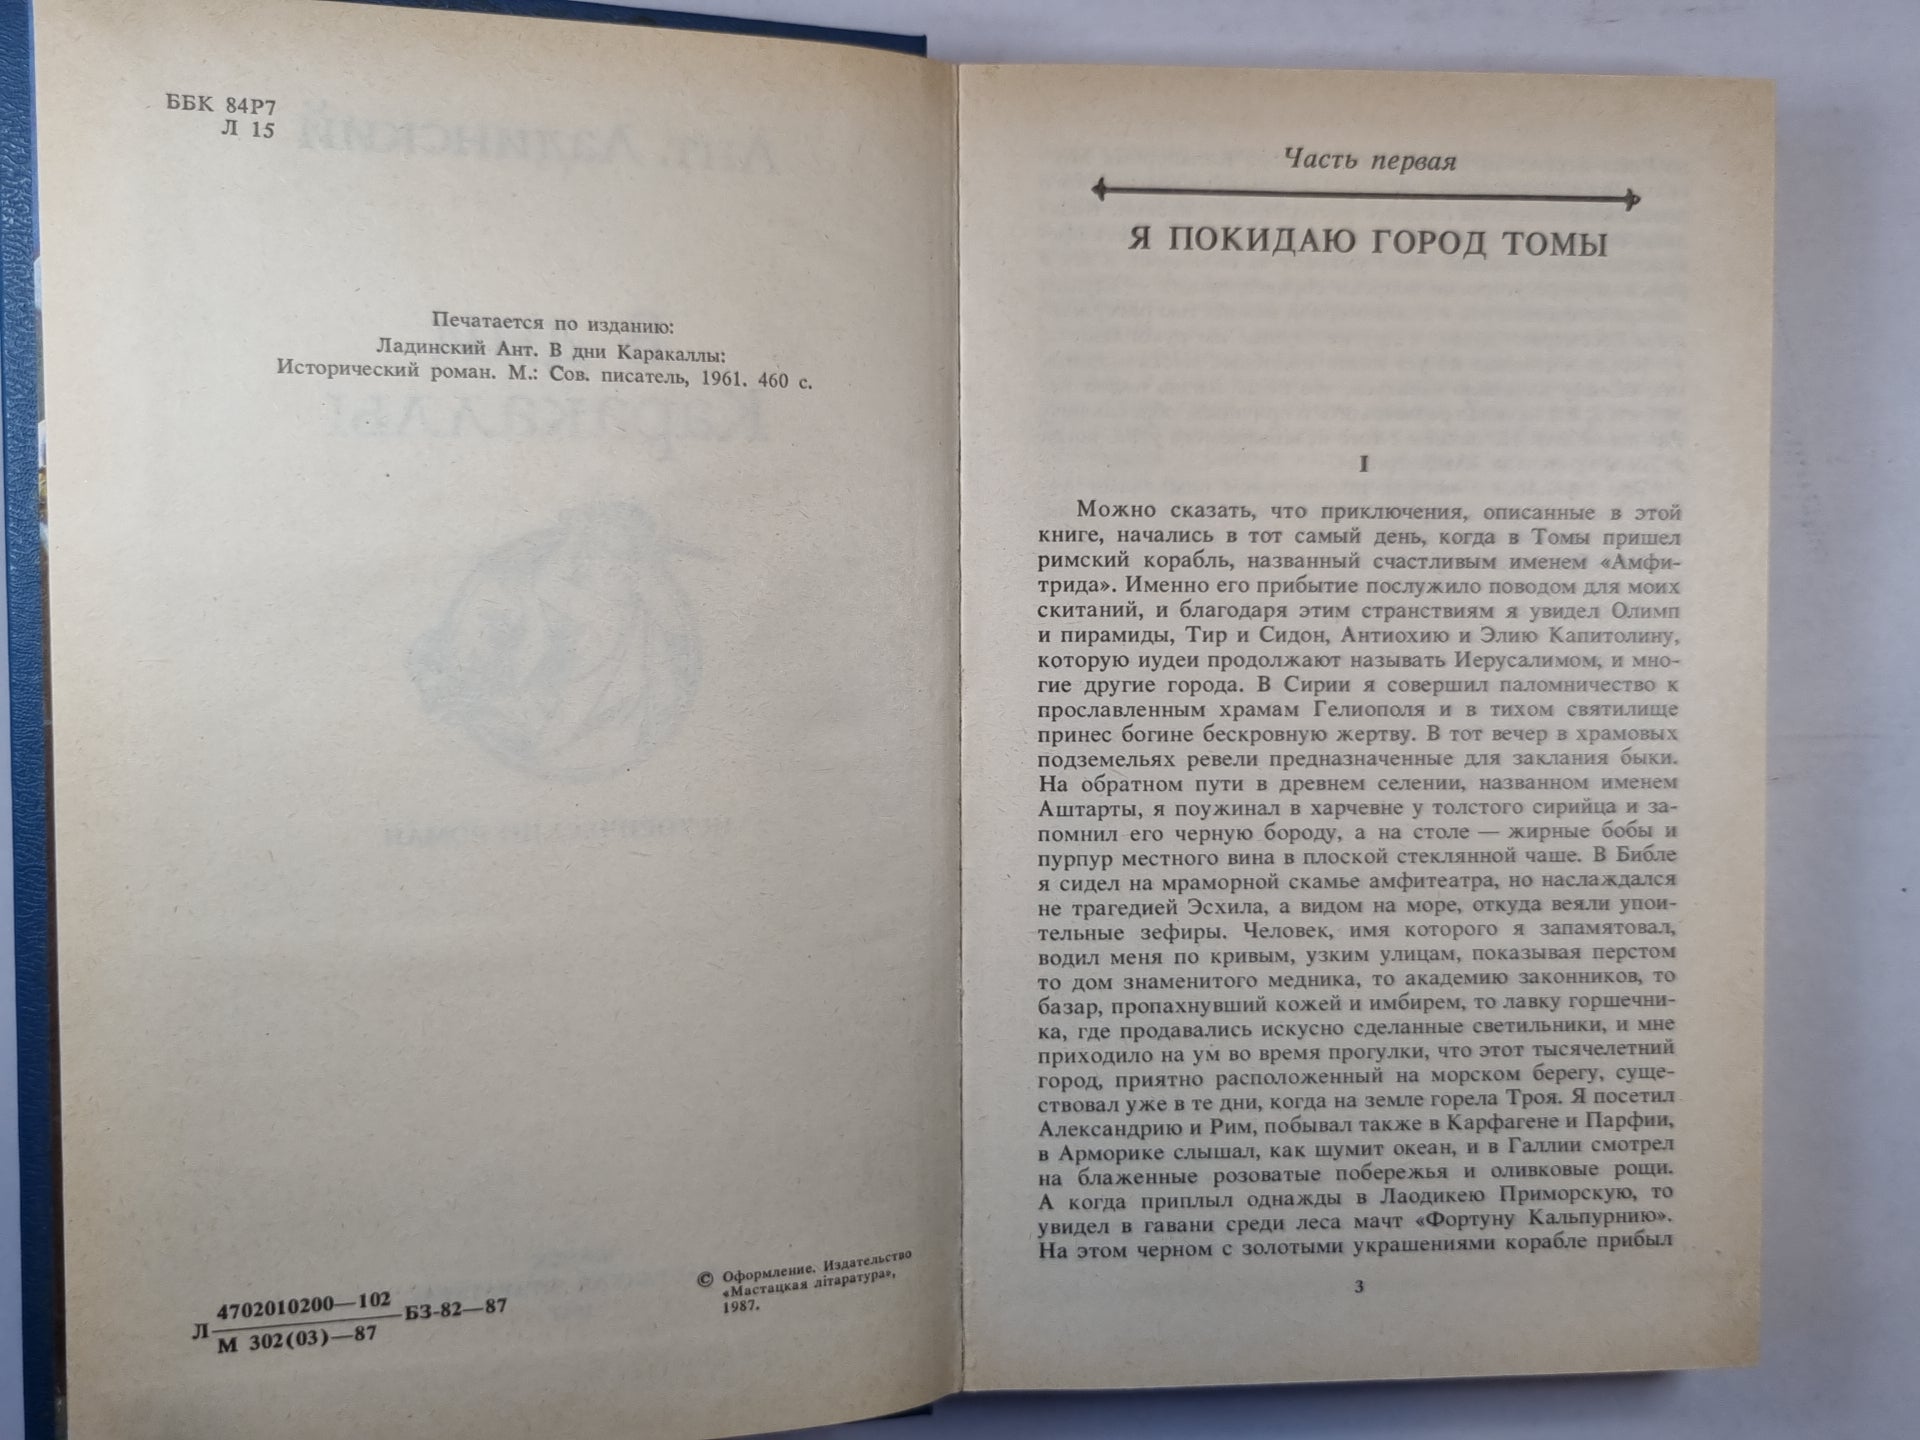 ББК 84Р7
Л 15
Печатается по изданию:
Ладинский Ант. В дни Каракаллы:
Исторический роман. М.: Сов. писатель, 1961. 460 с.
Л 4702010200—102 БЗ-82—87
М 302(03)—87
© Оформление. Издательство
«Мастацкая літаратура»,
1987.
Часть первая
Я ПОКИДАЮ ГОРОД ТОМЫ
I
Можно сказать, что приключения, описанные в этой
книге, начались в тот самый день, когда в Томы пришел
римский корабль, названный счастливым именем «Амфи-
трида». Именно его прибытие послужило поводом для моих
скитаний, и благодаря этим странствиям я увидел Олимп
и пирамиды, Тир и Сидон, Антиохию и Элию Капитолину,
которую иудеи продолжают называть Иерусалимом, и мно-
гие другие города. В Сирии я совершил паломничество к
прославленным храмам Гелиополя и в тихом святилище
принес богине бескровную жертву. В тот вечер в храмовых
подземельях ревели предназначенные для заклания быки.
На обратном пути в древнем селении, названном именем
Аштарты, я поужинал в харчевне у толстого сирийца и за-
помнил его черную бороду, а на столе — жирные бобы и
пурпур местного вина в плоской стеклянной чаше. В Библе
я сидел на мраморной скамье амфитеатра, но наслаждался
не трагедией Эсхила, а видом на море, откуда веяли упои-
тельные зефиры. Человек, имя которого я запамятовал,
водил меня по кривым, узким улицам, показывая перстом
то дом знаменитого медника, то академию законников, то
базар, пропахнувший кожей и имбирем, то лавку горшечни-
ка, где продавались искусно сделанные светильники, и мне
приходило на ум во время прогулки, что этот тысячелетний
город, приятно расположенный на морском берегу, суще-
ствовал уже в те дни, когда на земле горела Троя. Я посетил
Александрию и Рим, побывал также в Карфагене и Парфии,
в Арморике слышал, как шумит океан, и в Галлии смотрел
на блаженные розоватые побережья и оливковые рощи.
А когда приплыл однажды в Лаодикею Приморскую, то
увидел в гавани среди леса мачт «Фортуну Кальпурнию».
На этом черном с золотыми украшениями корабле прибыл
3